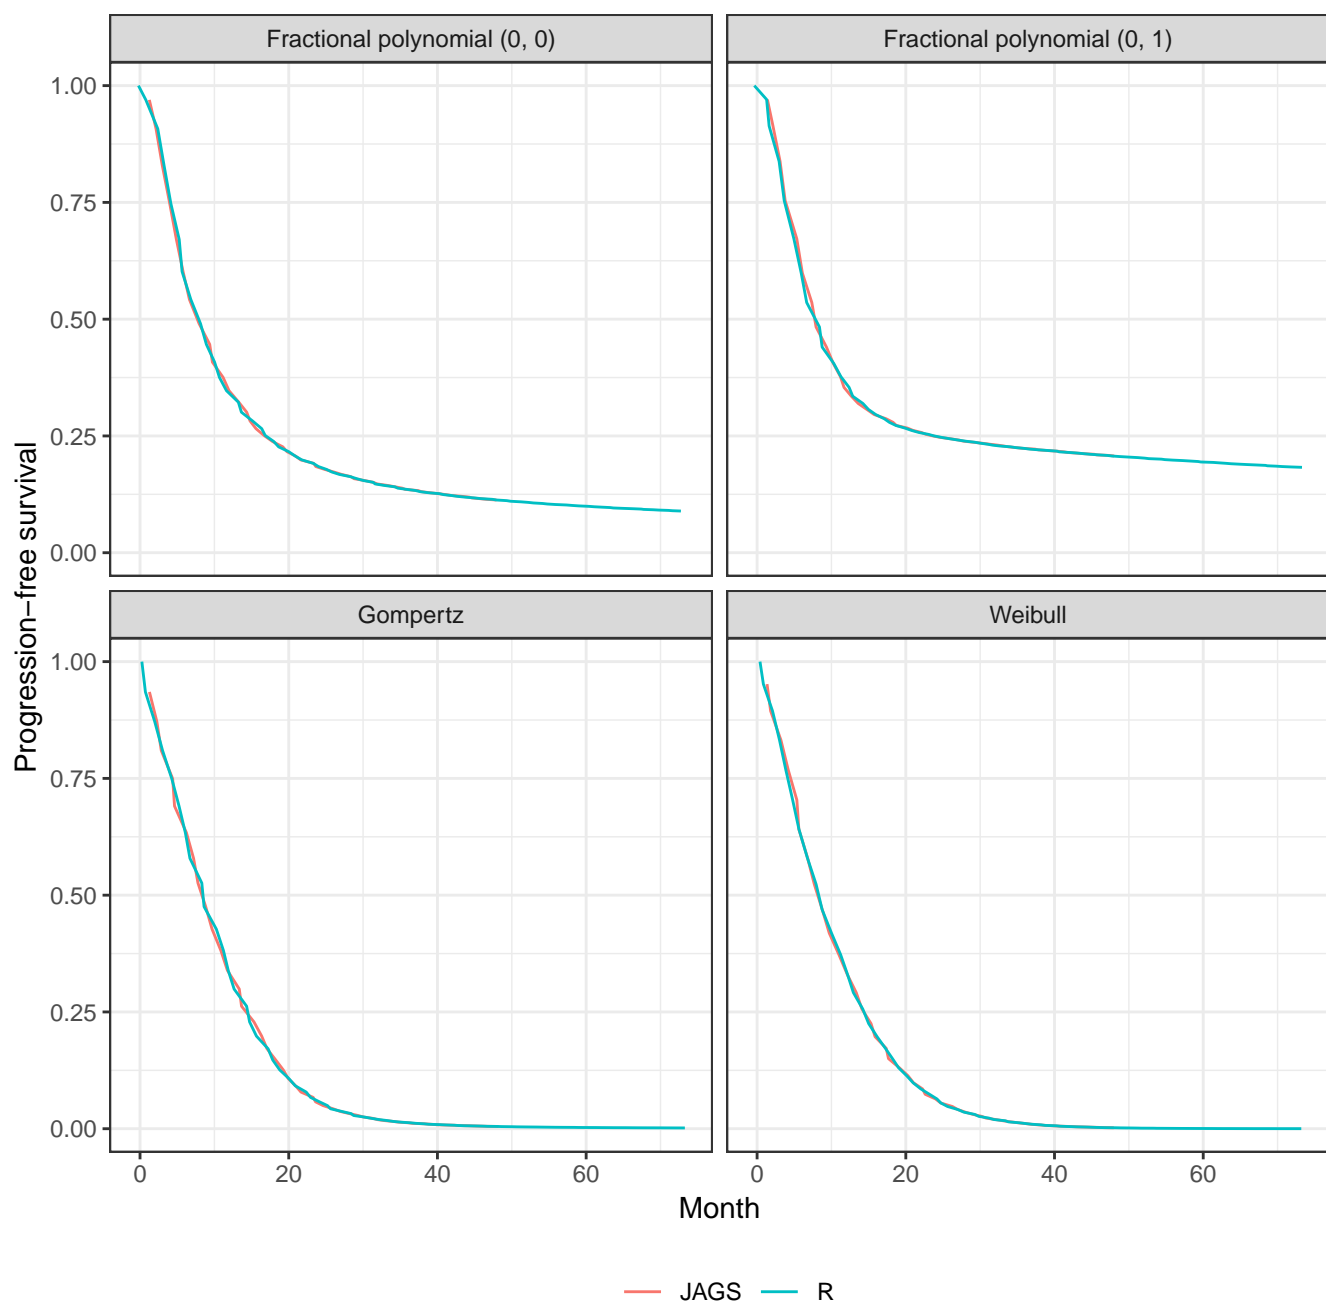 Fractional polynomial (0, 0)
Fractional polynomial (0, 1)
1.00
0.75
0.50
0.25
0.00
Gompertz
Weibull
1.00
0.75
0.50
0.25
0.00
Progression−free survival
0 20 40 60
0 20 40 60
Month
JAGS R